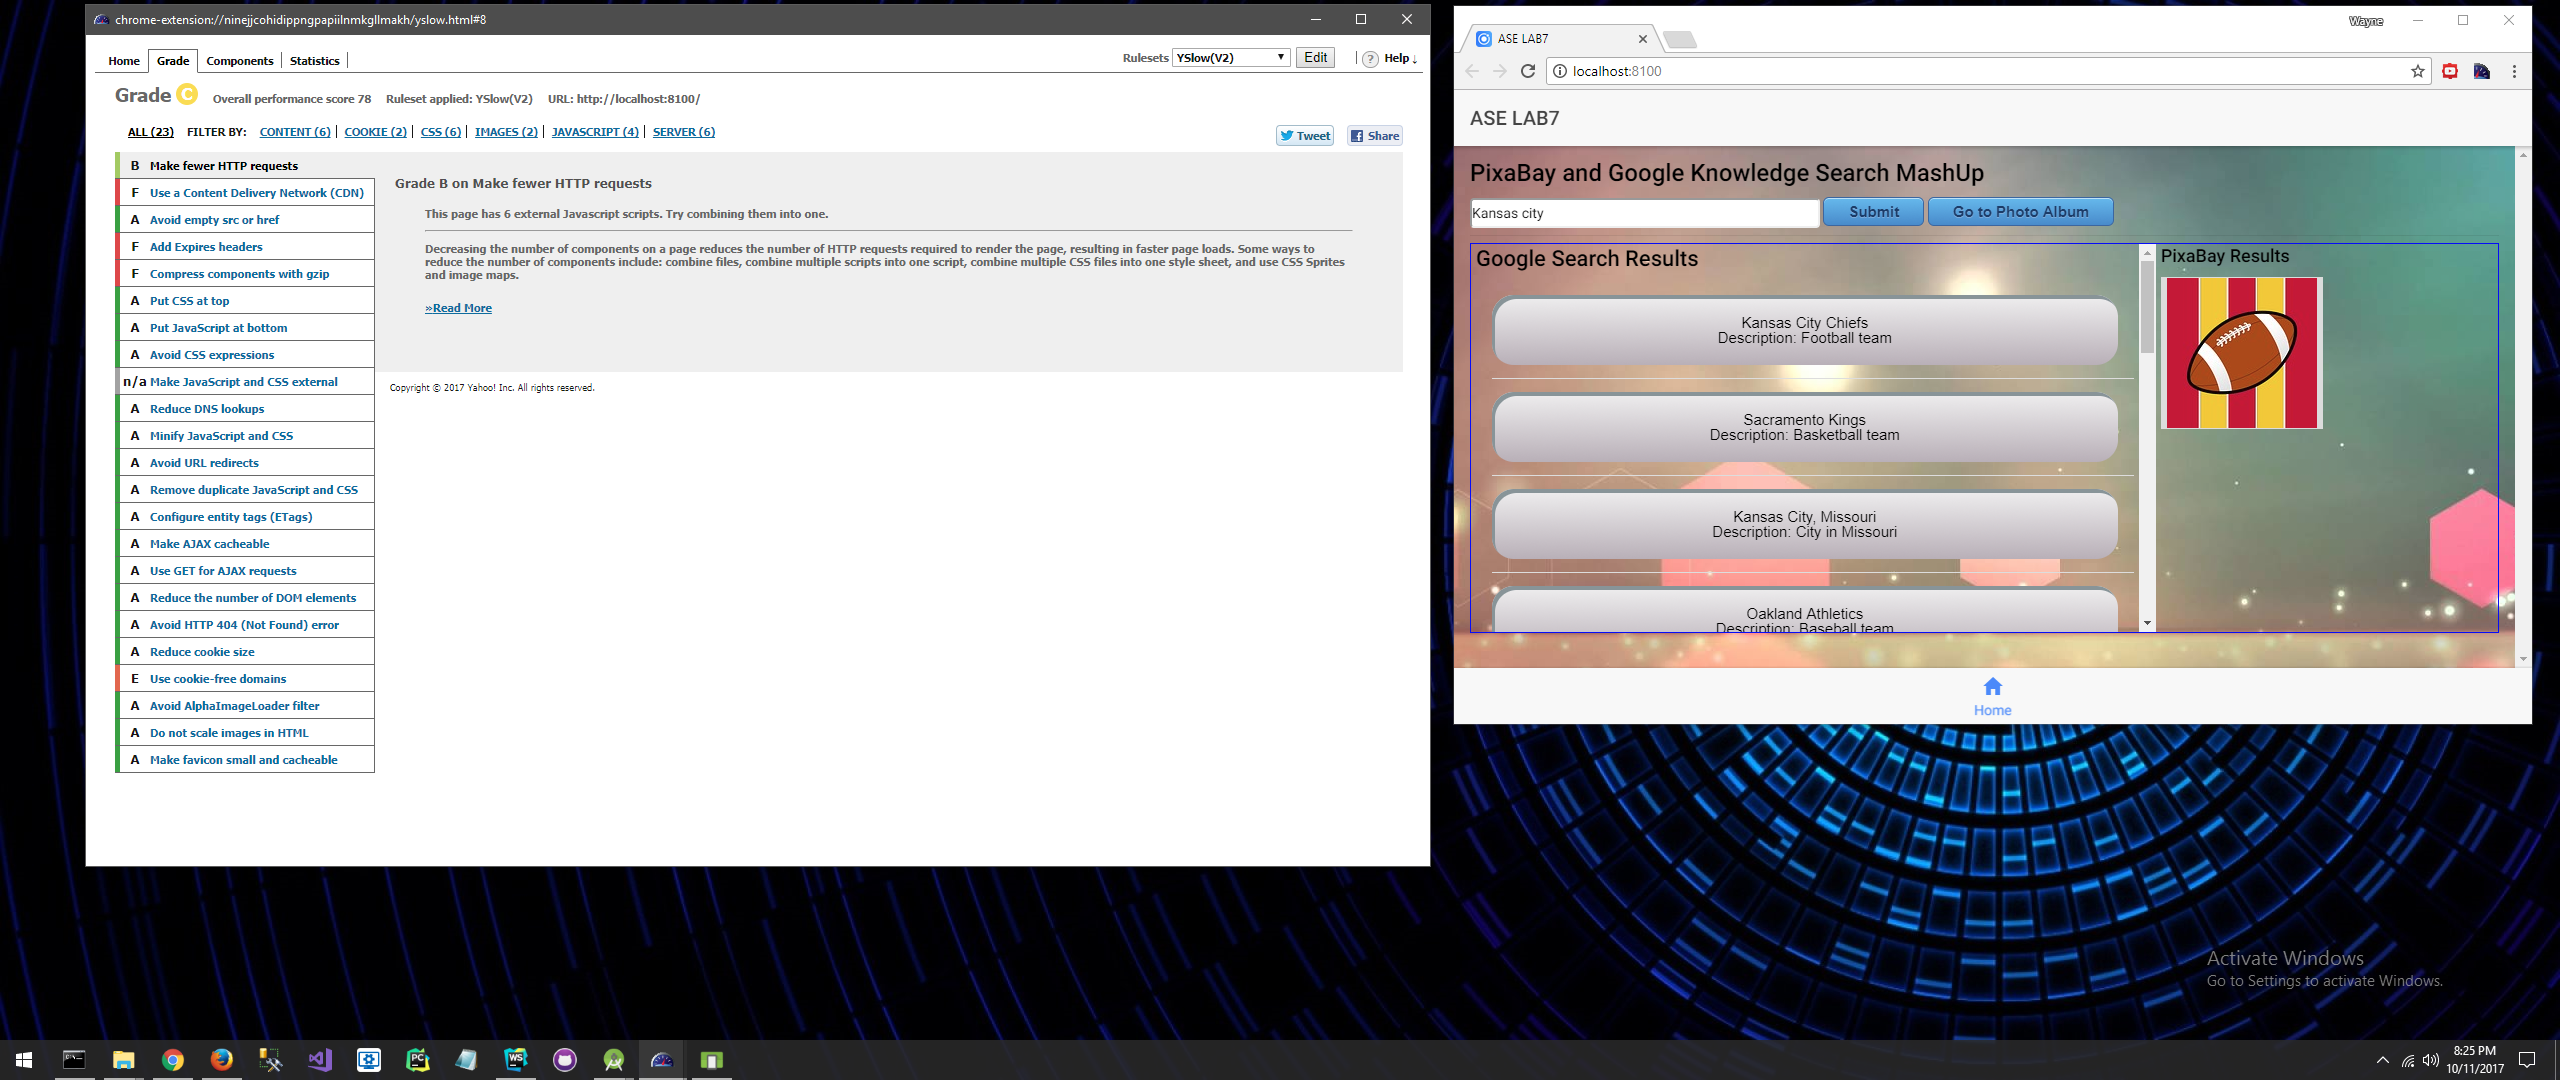 chrome-extension://ninejjcohidippngpapiilnmkgllmakh/yslow.html#8
Home Grade Components Statistics
Rulesets YSlow(V2) Edit ? Help ↓
Grade C Overall performance score 78 Ruleset applied: YSlow(V2) URL: http://localhost:8100/
ALL (23) FILTER BY: CONTENT (6) | COOKIE (2) | CSS (6) | IMAGES (2) | JAVASCRIPT (4) | SERVER (6)
Tweet Share
B Make fewer HTTP requests
F Use a Content Delivery Network (CDN)
A Avoid empty src or href
F Add Expires headers
F Compress components with gzip
A Put CSS at top
A Put JavaScript at bottom
A Avoid CSS expressions
n/a Make JavaScript and CSS external
A Reduce DNS lookups
A Minify JavaScript and CSS
A Avoid URL redirects
A Remove duplicate JavaScript and CSS
A Configure entity tags (ETags)
A Make AJAX cacheable
A Use GET for AJAX requests
A Reduce the number of DOM elements
A Avoid HTTP 404 (Not Found) error
A Reduce cookie size
E Use cookie-free domains
A Avoid AlphaImageLoader filter
A Do not scale images in HTML
A Make favicon small and cacheable
Grade B on Make fewer HTTP requests
This page has 6 external Javascript scripts. Try combining them into one.
Decreasing the number of components on a page reduces the number of HTTP requests required to render the page, resulting in faster page loads. Some ways to
reduce the number of components include: combine files, combine multiple scripts into one script, combine multiple CSS files into one style sheet, and use CSS Sprites
and image maps.
»Read More
Copyright © 2017 Yahoo! Inc. All rights reserved.
Wayne
ASE LAB7
localhost:8100
ASE LAB7
PixaBay and Google Knowledge Search MashUp
Kansas city Submit Go to Photo Album
Google Search Results
Kansas City Chiefs
Description: Football team
Sacramento Kings
Description: Basketball team
Kansas City, Missouri
Description: City in Missouri
Oakland Athletics
Description: Baseball team
PixaBay Results
Home
Activate Windows
Go to Settings to activate Windows.
PC
WS
8:25 PM
10/11/2017